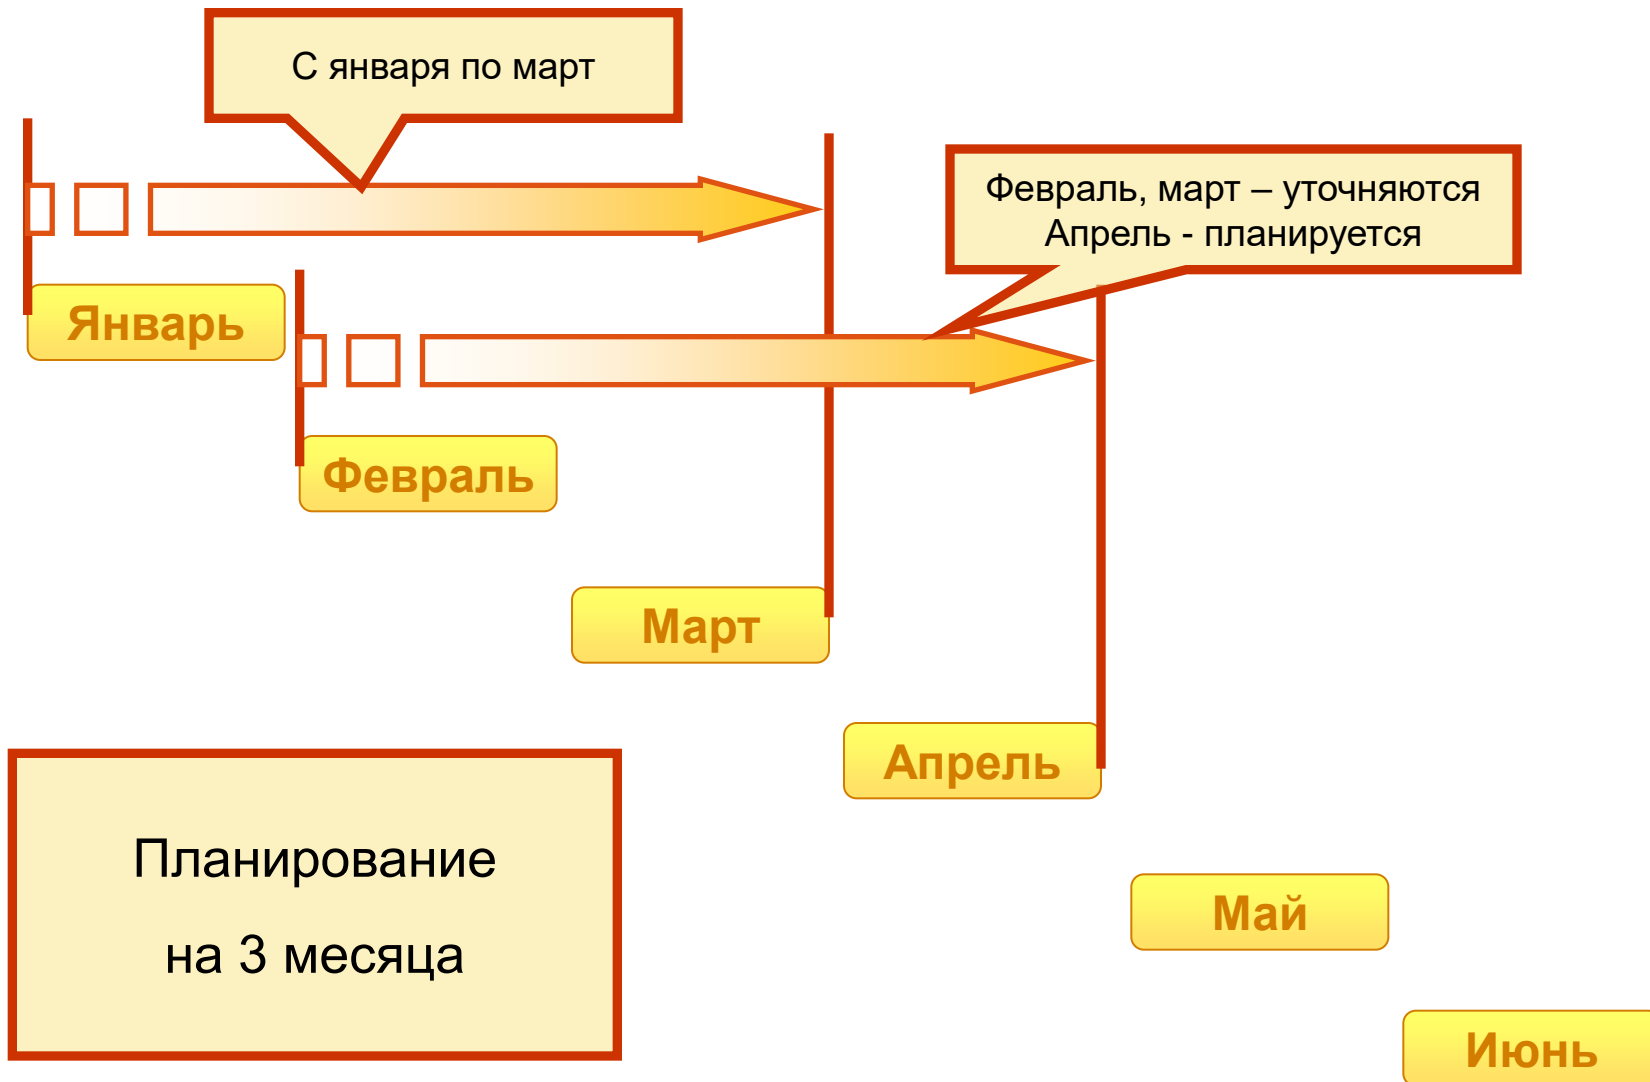 С января по март
Февраль, март – уточняются
Апрель - планируется
Январь
Февраль
Март
Апрель
Планирование
на 3 месяца
Май
Июнь